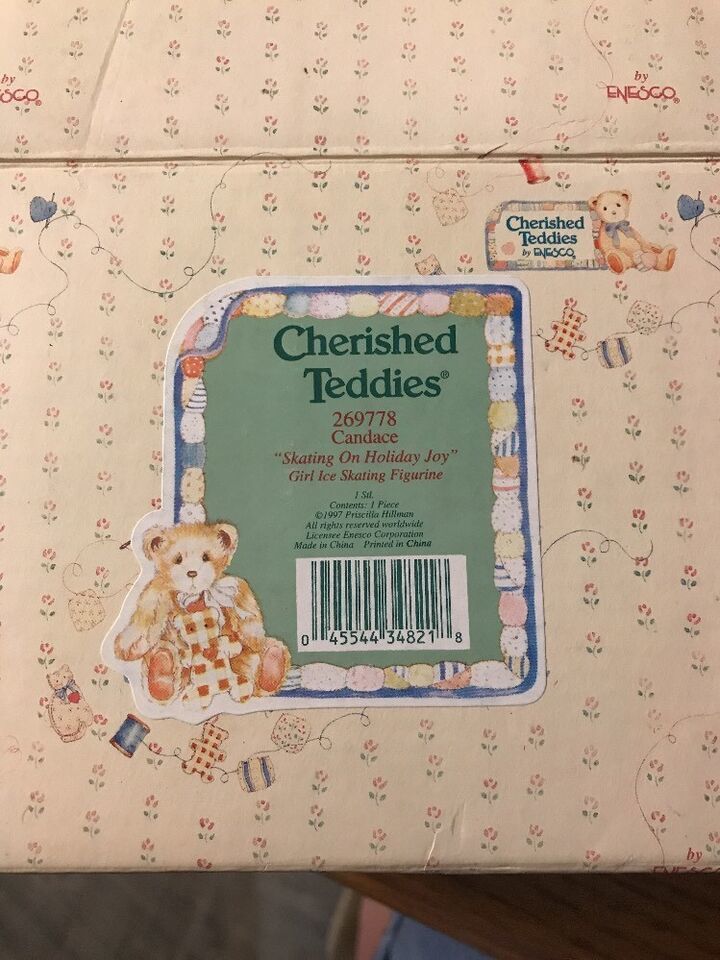 by
ESCO®
by
ENESCO®
Cherished
Teddies
by ENESCO
Cherished
Teddies®
269778
Candace
"Skating On Holiday Joy"
Girl Ice Skating Figurine
1 Std.
Contents: 1 Piece
©1997 Priscilla Hillman
All rights reserved worldwide
Licensee Enesco Corporation
Made in China Printed in China
0 45544 34821 8
by